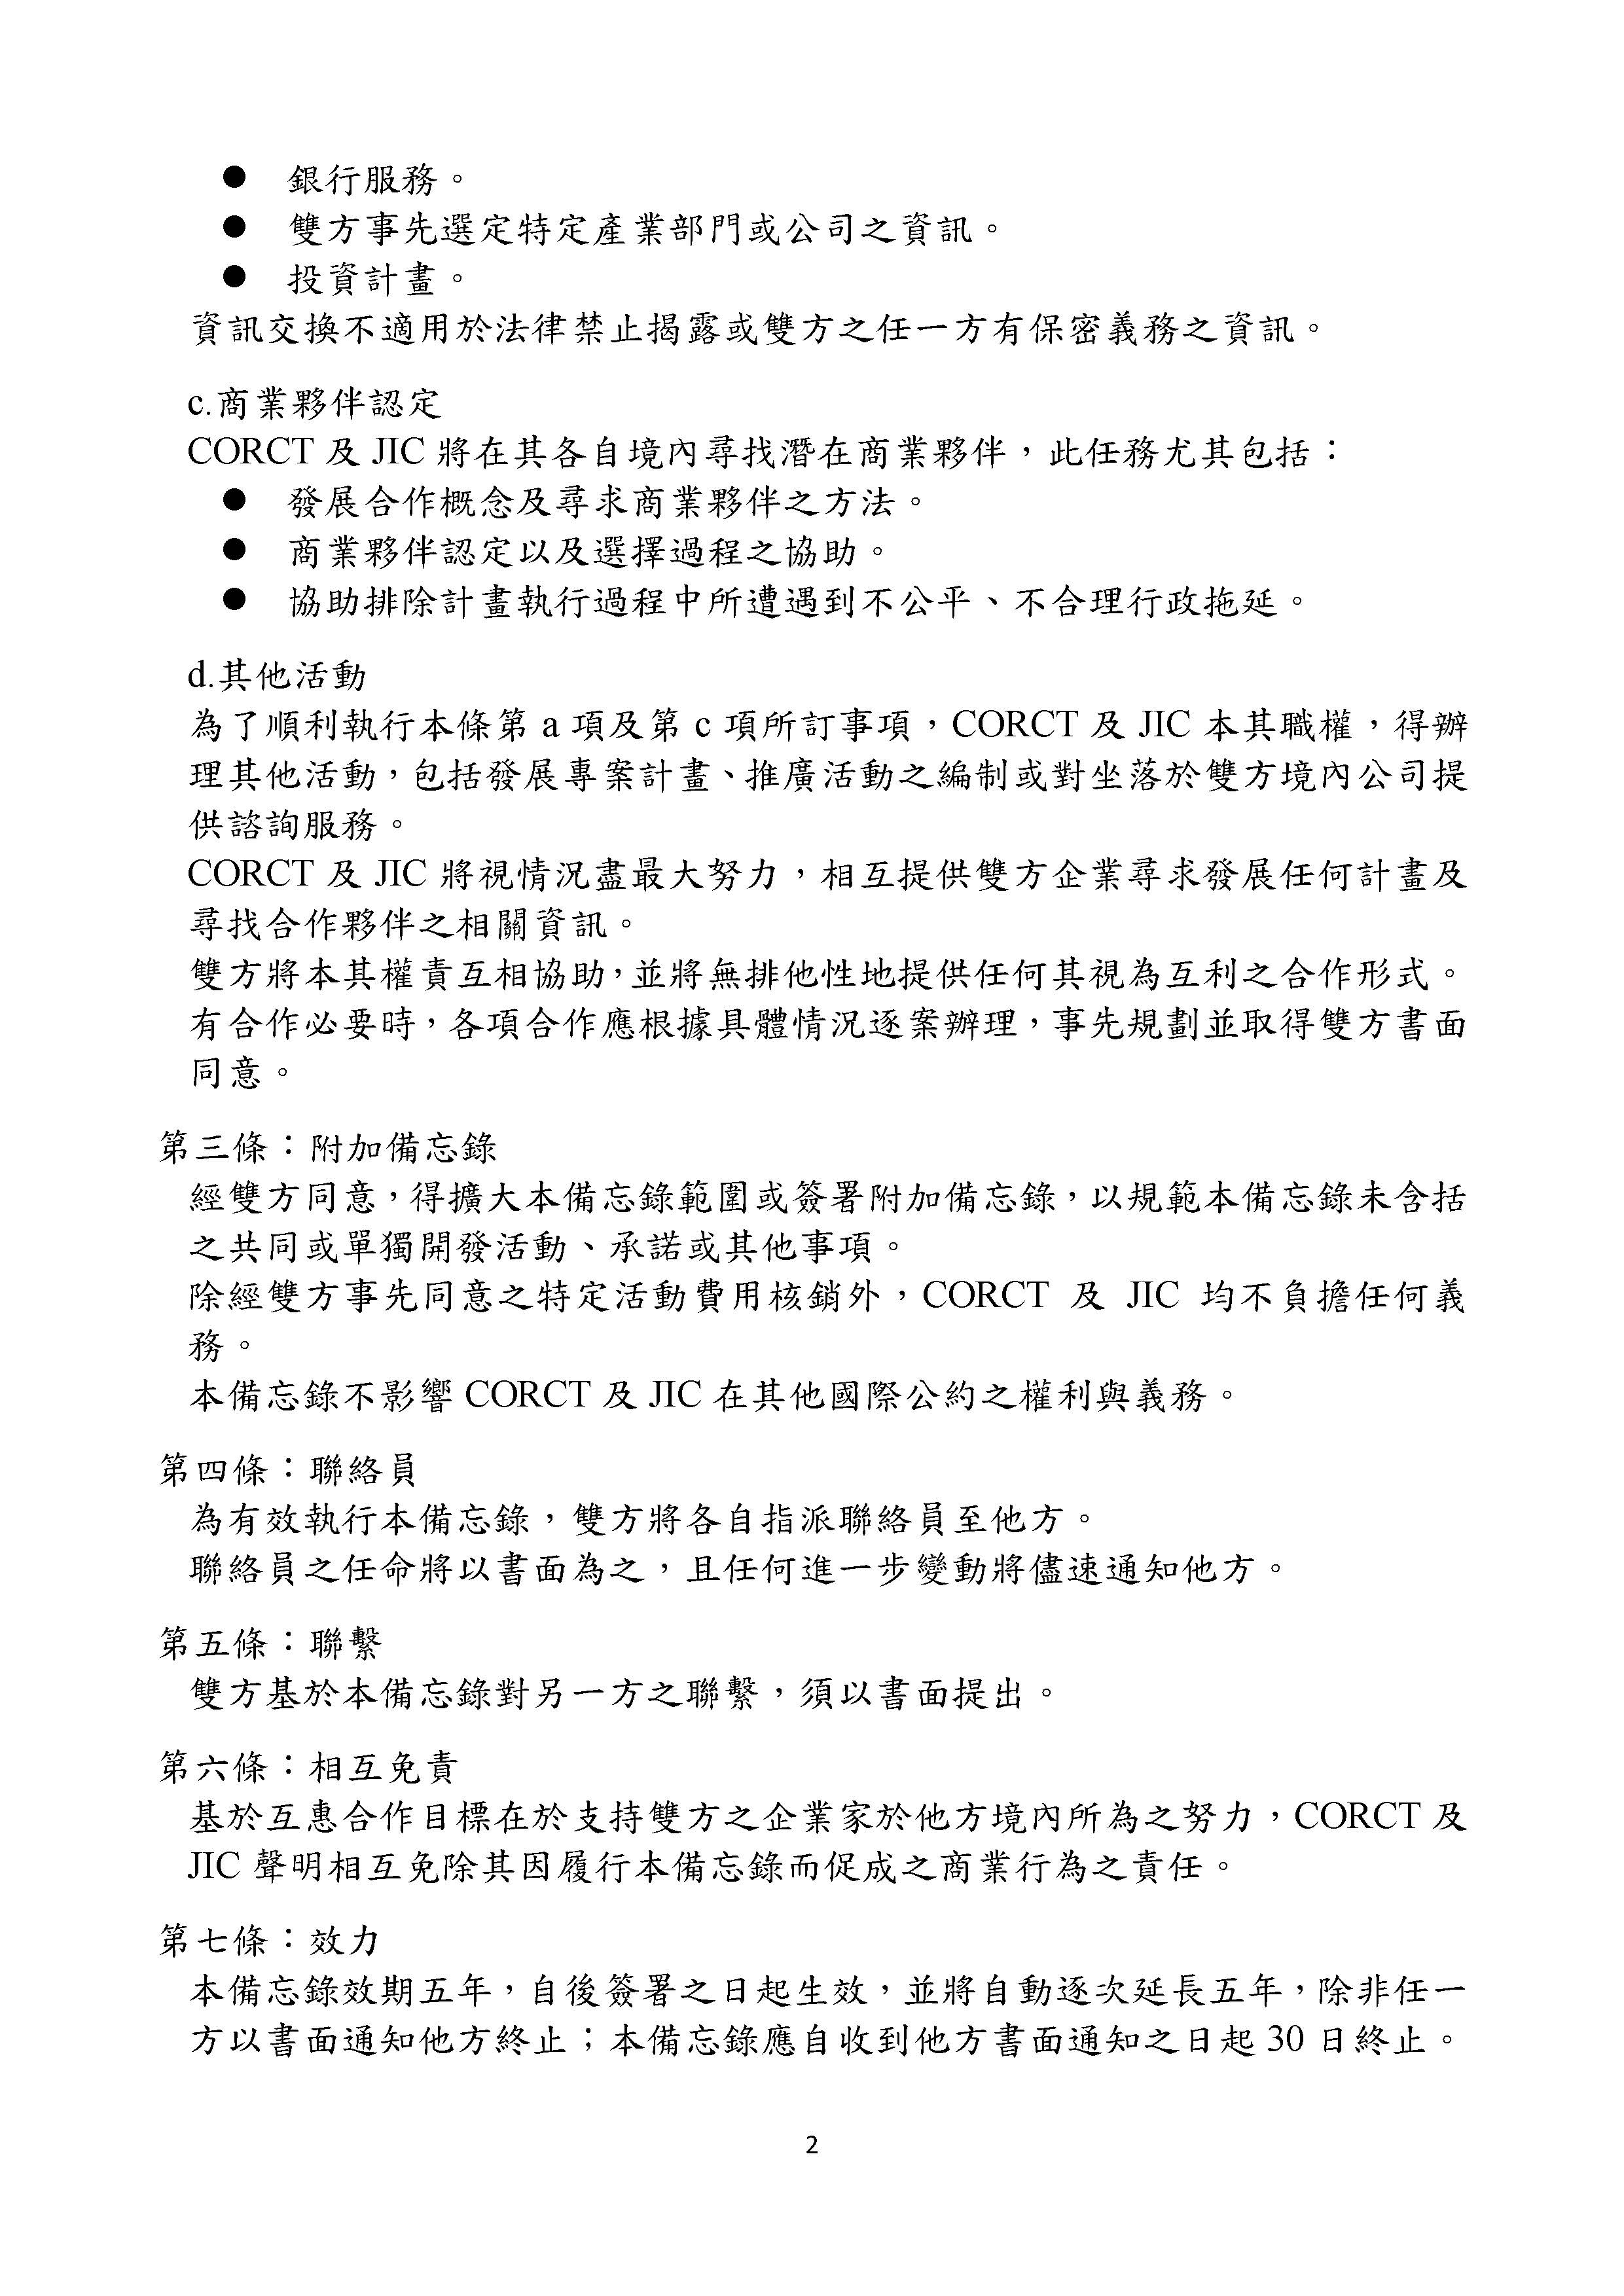 ● 銀行服務。
● 雙方事先選定特定產業部門或公司之資訊。
● 投資計畫。
資訊交換不適用於法律禁止揭露或雙方之任一方有保密義務之資訊。
c.商業夥伴認定
CORCT 及 JIC 將在其各自境內尋找潛在商業夥伴，此任務尤其包括：
● 發展合作概念及尋求商業夥伴之方法。
● 商業夥伴認定以及選擇過程之協助。
● 協助排除計畫執行過程中所遭遇到不公平、不合理行政拖延。
d.其他活動
為了順利執行本條第 a 項及第 c 項所訂事項，CORCT 及 JIC 本其職權，得辦
理其他活動，包括發展專案計畫、推廣活動之編制或對坐落於雙方境內公司提
供諮詢服務。
CORCT 及 JIC 將視情況盡最大努力，相互提供雙方企業尋求發展任何計畫及
尋找合作夥伴之相關資訊。
雙方將本其權責互相協助，並將無排他性地提供任何其視為互利之合作形式。
有合作必要時，各項合作應根據具體情況逐案辦理，事先規劃並取得雙方書面
同意。
第三條：附加備忘錄
經雙方同意，得擴大本備忘錄範圍或簽署附加備忘錄，以規範本備忘錄未含括
之共同或單獨開發活動、承諾或其他事項。
除經雙方事先同意之特定活動費用核銷外，CORCT 及 JIC 均不負擔任何義
務。
本備忘錄不影響 CORCT 及 JIC 在其他國際公約之權利與義務。
第四條：聯絡員
為有效執行本備忘錄，雙方將各自指派聯絡員至他方。
聯絡員之任命將以書面為之，且任何進一步變動將儘速通知他方。
第五條：聯繫
雙方基於本備忘錄對另一方之聯繫，須以書面提出。
第六條：相互免責
基於互惠合作目標在於支持雙方之企業家於他方境內所為之努力，CORCT 及
JIC 聲明相互免除其因履行本備忘錄而促成之商業行為之責任。
第七條：效力
本備忘錄效期五年，自後簽署之日起生效，並將自動逐次延長五年，除非任一
方以書面通知他方終止；本備忘錄應自收到他方書面通知之日起 30 日終止。
2